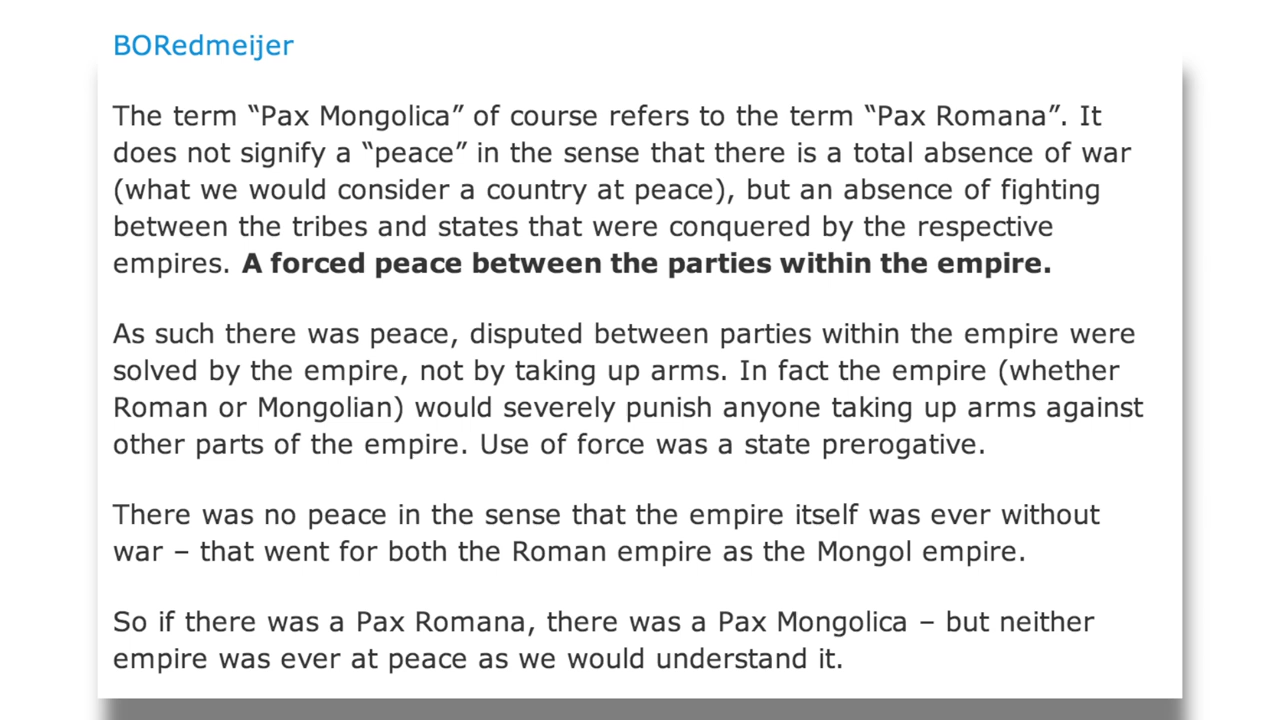 BORedmeijer
The term “Pax Mongolica” of course refers to the term “Pax Romana”. It
does not signify a “peace” in the sense that there is a total absence of war
(what we would consider a country at peace), but an absence of fighting
between the tribes and states that were conquered by the respective
empires. A forced peace between the parties within the empire.
As such there was peace, disputed between parties within the empire were
solved by the empire, not by taking up arms. In fact the empire (whether
Roman or Mongolian) would severely punish anyone taking up arms against
other parts of the empire. Use of force was a state prerogative.
There was no peace in the sense that the empire itself was ever without
war – that went for both the Roman empire as the Mongol empire.
So if there was a Pax Romana, there was a Pax Mongolica – but neither
empire was ever at peace as we would understand it.